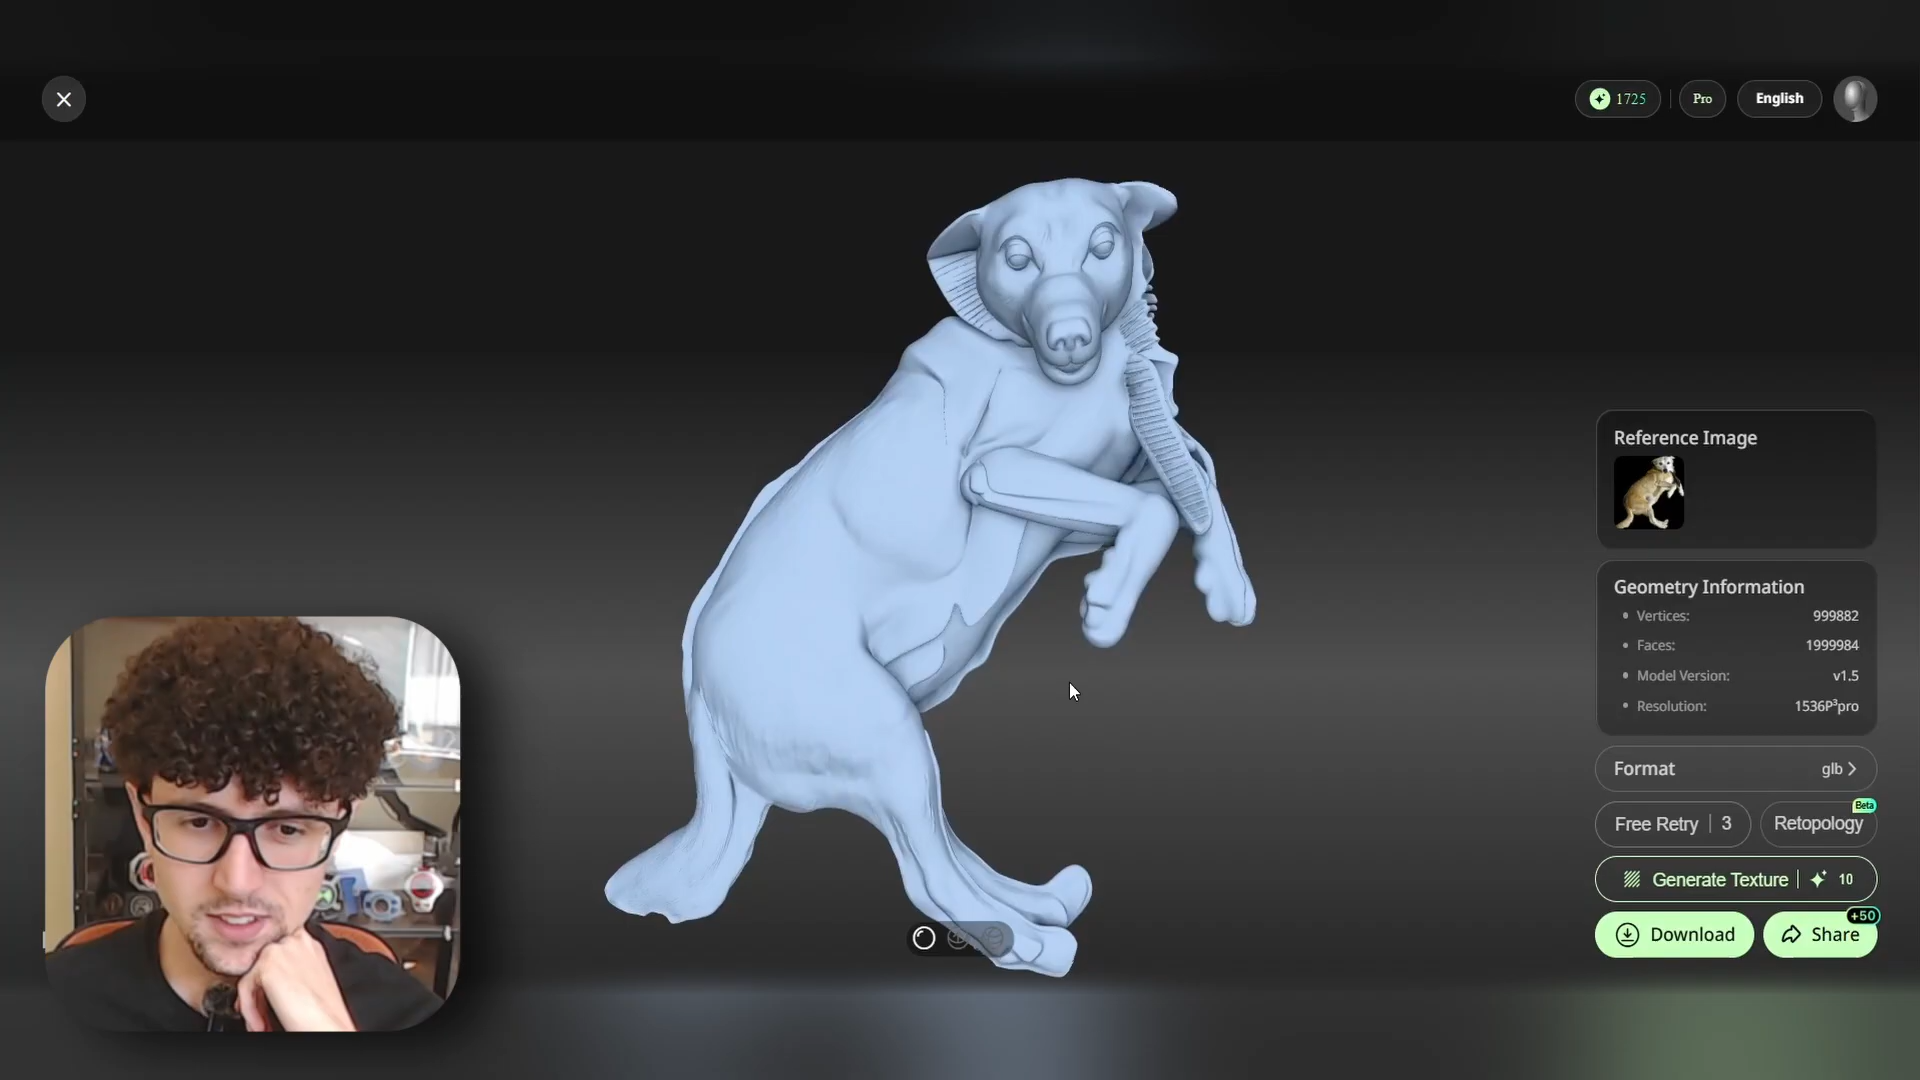 1725
Pro
English
Reference Image
Geometry Information
Vertices: 999882
Faces: 1999984
Model Version: v1.5
Resolution: 1536P³pro
Format glb
Beta
Free Retry | 3
Retopology
Generate Texture | 10
+50
Download
Share